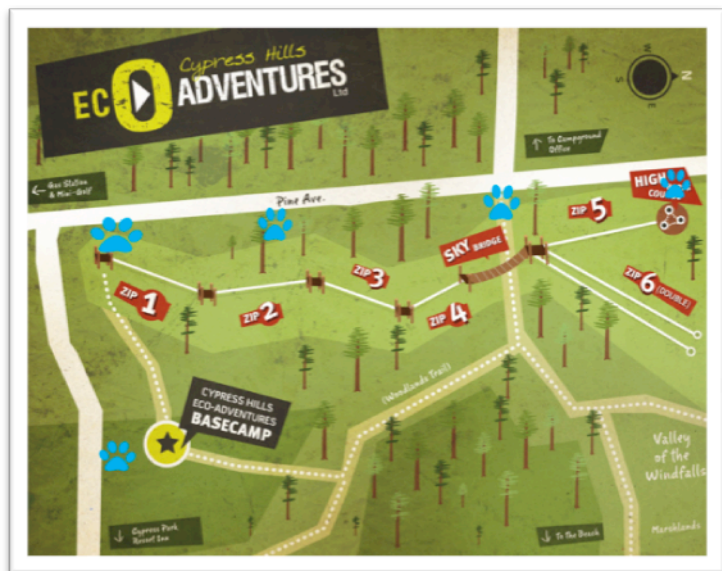 Cypress Hills
ECO ADVENTURES
Ltd
W
S
N
E
To Campground
Office
Gas Station
& Mini-Golf
Pine Ave.
HIGH
COU
ZIP 5
SKY BRIDGE
ZIP 3
ZIP 6 (DOUBLE)
ZIP 1
ZIP 2
ZIP 4
(Woodlands Trail)
CYPRESS HILLS
ECO-ADVENTURES
BASECAMP
Valley
of the
Windfalls
Cypress Park
Resort Inn
To The Beach
Marshlands